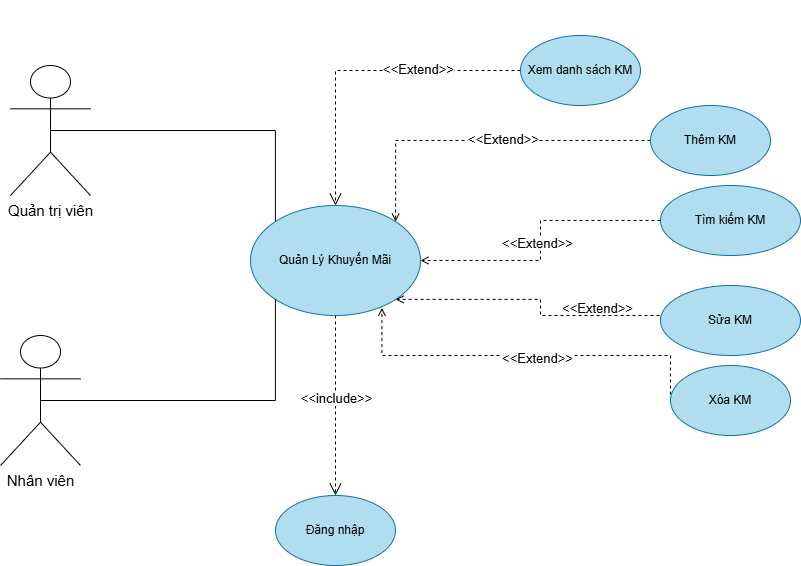 <<Extend>>
Xem danh sách KM
<<Extend>>
Thêm KM
Quản trị viên
Tìm kiếm KM
<<Extend>>
Quản Lý Khuyến Mãi
<<Extend>>
Sửa KM
<<Extend>>
<<include>>
Xóa KM
Nhân viên
Đăng nhập